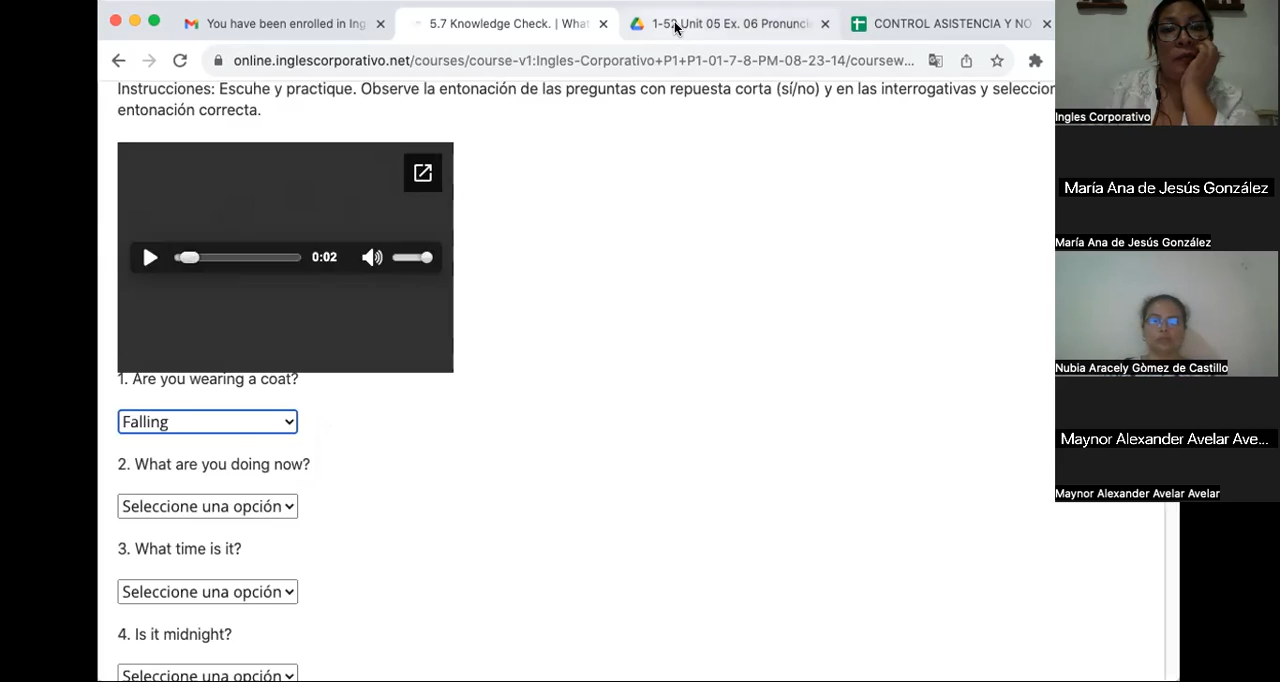 You have been enrolled in Ing
5.7 Knowledge Check. | What
1-52 Unit 05 Ex. 06 Pronunci
CONTROL ASISTENCIA Y NO
online.inglescorporativo.net/courses/course-v1:Ingles-Corporativo+P1+P1-01-7-8-PM-08-23-14/coursew...
Instrucciones: Escuhe y practique. Observe la entonación de las preguntas con repuesta corta (sí/no) y en las interrogativas y seleccion
entonación correcta.
0:02
1. Are you wearing a coat?
Falling
2. What are you doing now?
Seleccione una opción
3. What time is it?
Seleccione una opción
4. Is it midnight?
Seleccione una opción
Ingles Corporativo
María Ana de Jesús González
María Ana de Jesús González
Nubia Aracely Gòmez de Castillo
Maynor Alexander Avelar Ave...
Maynor Alexander Avelar Avelar